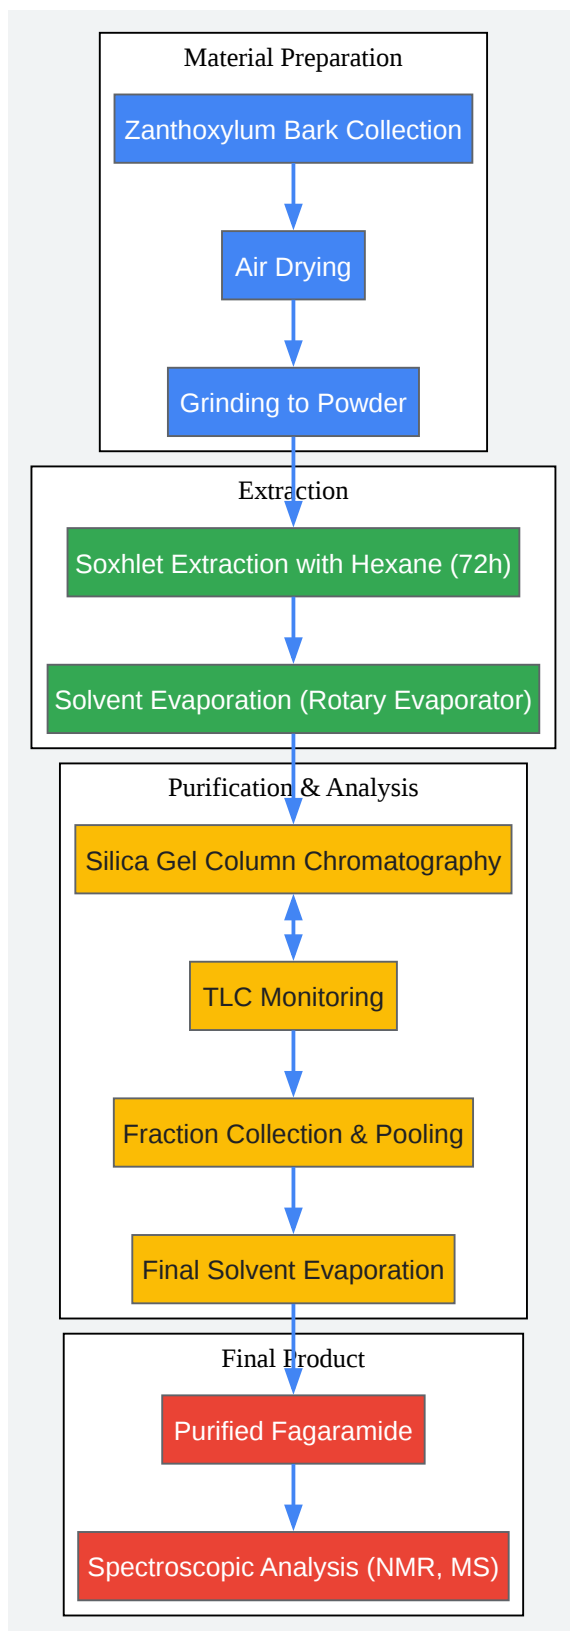 Material Preparation
Zanthoxylum Bark Collection
Air Drying
Grinding to Powder
Extraction
Soxhlet Extraction with Hexane (72h)
Solvent Evaporation (Rotary Evaporator)
Purification & Analysis
Silica Gel Column Chromatography
TLC Monitoring
Fraction Collection & Pooling
Final Solvent Evaporation
Final Product
Purified Fagaramide
Spectroscopic Analysis (NMR, MS)